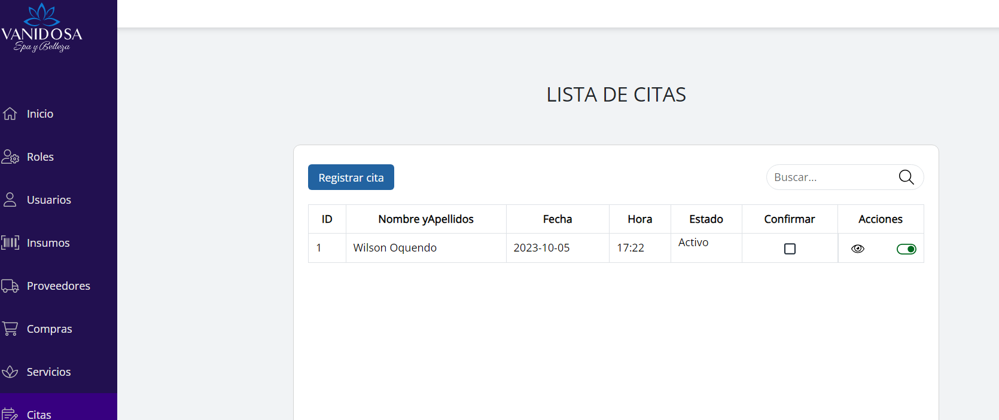 VANIDOSA
Spa y Belleza
Inicio
Roles
Usuarios
Insumos
Proveedores
Compras
Servicios
Citas
LISTA DE CITAS
Registrar cita
Buscar...
ID Nombre yApellidos Fecha Hora Estado Confirmar Acciones
1 Wilson Oquendo 2023-10-05 17:22 Activo